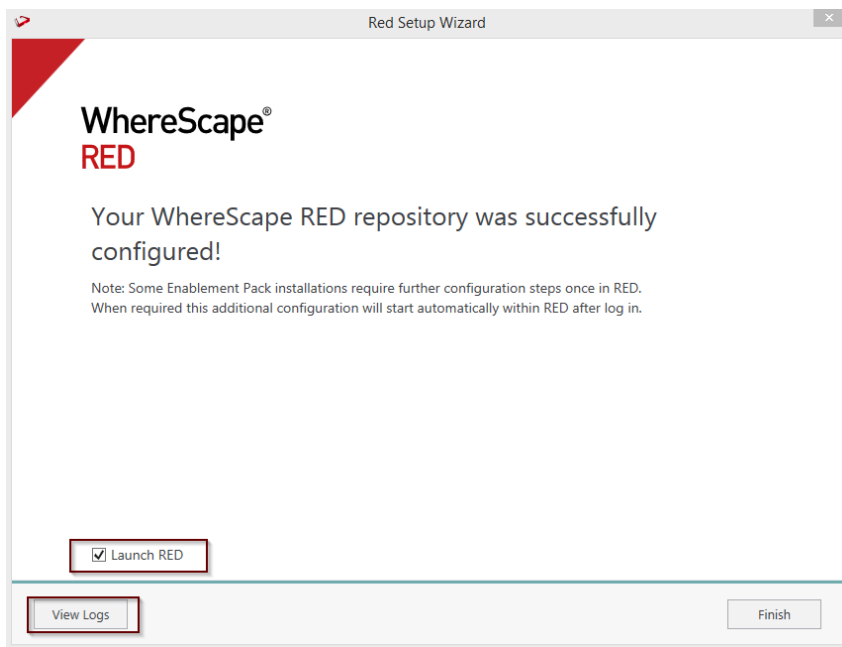 Red Setup Wizard
WhereScape®
RED
Your WhereScape RED repository was successfully
configured!
Note: Some Enablement Pack installations require further configuration steps once in RED.
When required this additional configuration will start automatically within RED after log in.
Launch RED
View Logs
Finish